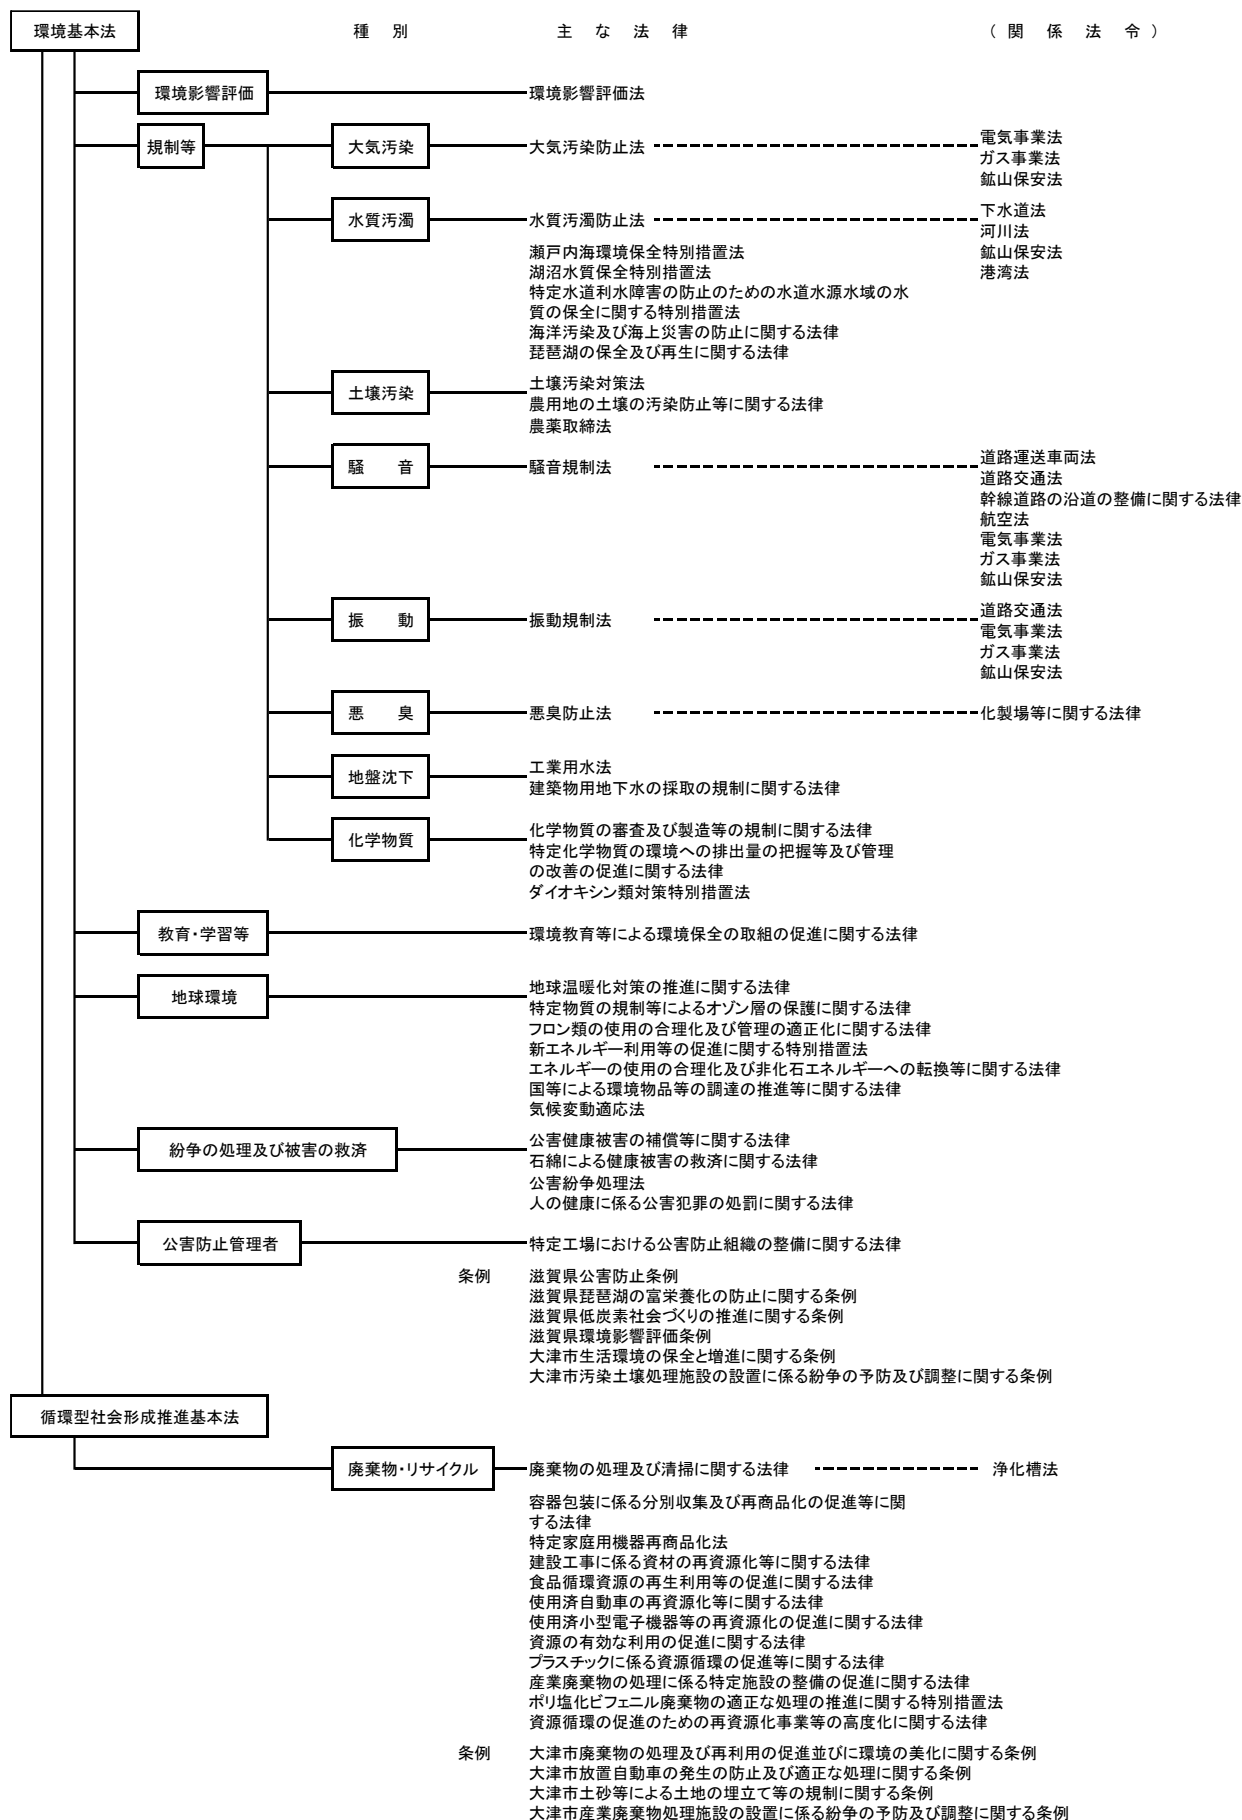 環境基本法　種　別　主　な　法　律　（　関　係　法　令　）
環境影響評価　環境影響評価法
規制等　大気汚染　大気汚染防止法　電気事業法
ガス事業法
鉱山保安法
水質汚濁　水質汚濁防止法　下水道法
河川法
瀬戸内海環境保全特別措置法　鉱山保安法
湖沼水質保全特別措置法　港湾法
特定水道利水障害の防止のための水道水源水域の水
質の保全に関する特別措置法
海洋汚染及び海上災害の防止に関する法律
琵琶湖の保全及び再生に関する法律
土壌汚染　土壌汚染対策法
農用地の土壌の汚染防止等に関する法律
農薬取締法
騒　音　騒音規制法　道路運送車両法
道路交通法
幹線道路の沿道の整備に関する法律
航空法
電気事業法
ガス事業法
鉱山保安法
振　動　振動規制法　道路交通法
電気事業法
ガス事業法
鉱山保安法
悪　臭　悪臭防止法　化製場等に関する法律
地盤沈下　工業用水法
建築物用地下水の採取の規制に関する法律
化学物質　化学物質の審査及び製造等の規制に関する法律
特定化学物質の環境への排出量の把握等及び管理
の改善の促進に関する法律
ダイオキシン類対策特別措置法
教育・学習等　環境教育等による環境保全の取組の促進に関する法律
地球環境　地球温暖化対策の推進に関する法律
特定物質の規制等によるオゾン層の保護に関する法律
フロン類の使用の合理化及び管理の適正化に関する法律
新エネルギー利用等の促進に関する特別措置法
エネルギーの使用の合理化及び非化石エネルギーへの転換等に関する法律
国等による環境物品等の調達の推進等に関する法律
気候変動適応法
紛争の処理及び被害の救済　公害健康被害の補償等に関する法律
石綿による健康被害の救済に関する法律
公害紛争処理法
人の健康に係る公害犯罪の処罰に関する法律
公害防止管理者　特定工場における公害防止組織の整備に関する法律
条例　滋賀県公害防止条例
滋賀県琵琶湖の富栄養化の防止に関する条例
滋賀県低炭素社会づくりの推進に関する条例
滋賀県環境影響評価条例
大津市生活環境の保全と増進に関する条例
大津市汚染土壌処理施設の設置に係る紛争の予防及び調整に関する条例
循環型社会形成推進基本法
廃棄物・リサイクル　廃棄物の処理及び清掃に関する法律　浄化槽法
容器包装に係る分別収集及び再商品化の促進等に関
する法律
特定家庭用機器再商品化法
建設工事に係る資材の再資源化等に関する法律
食品循環資源の再生利用等の促進に関する法律
使用済自動車の再資源化等に関する法律
使用済小型電子機器等の再資源化の促進に関する法律
資源の有効な利用の促進に関する法律
プラスチックに係る資源循環の促進等に関する法律
産業廃棄物の処理に係る特定施設の整備の促進に関する法律
ポリ塩化ビフェニル廃棄物の適正な処理の推進に関する特別措置法
資源循環の促進のための再資源化事業等の高度化に関する法律
条例　大津市廃棄物の処理及び再利用の促進並びに環境の美化に関する条例
大津市放置自動車の発生の防止及び適正な処理に関する条例
大津市土砂等による土地の埋立て等の規制に関する条例
大津市産業廃棄物処理施設の設置に係る紛争の予防及び調整に関する条例